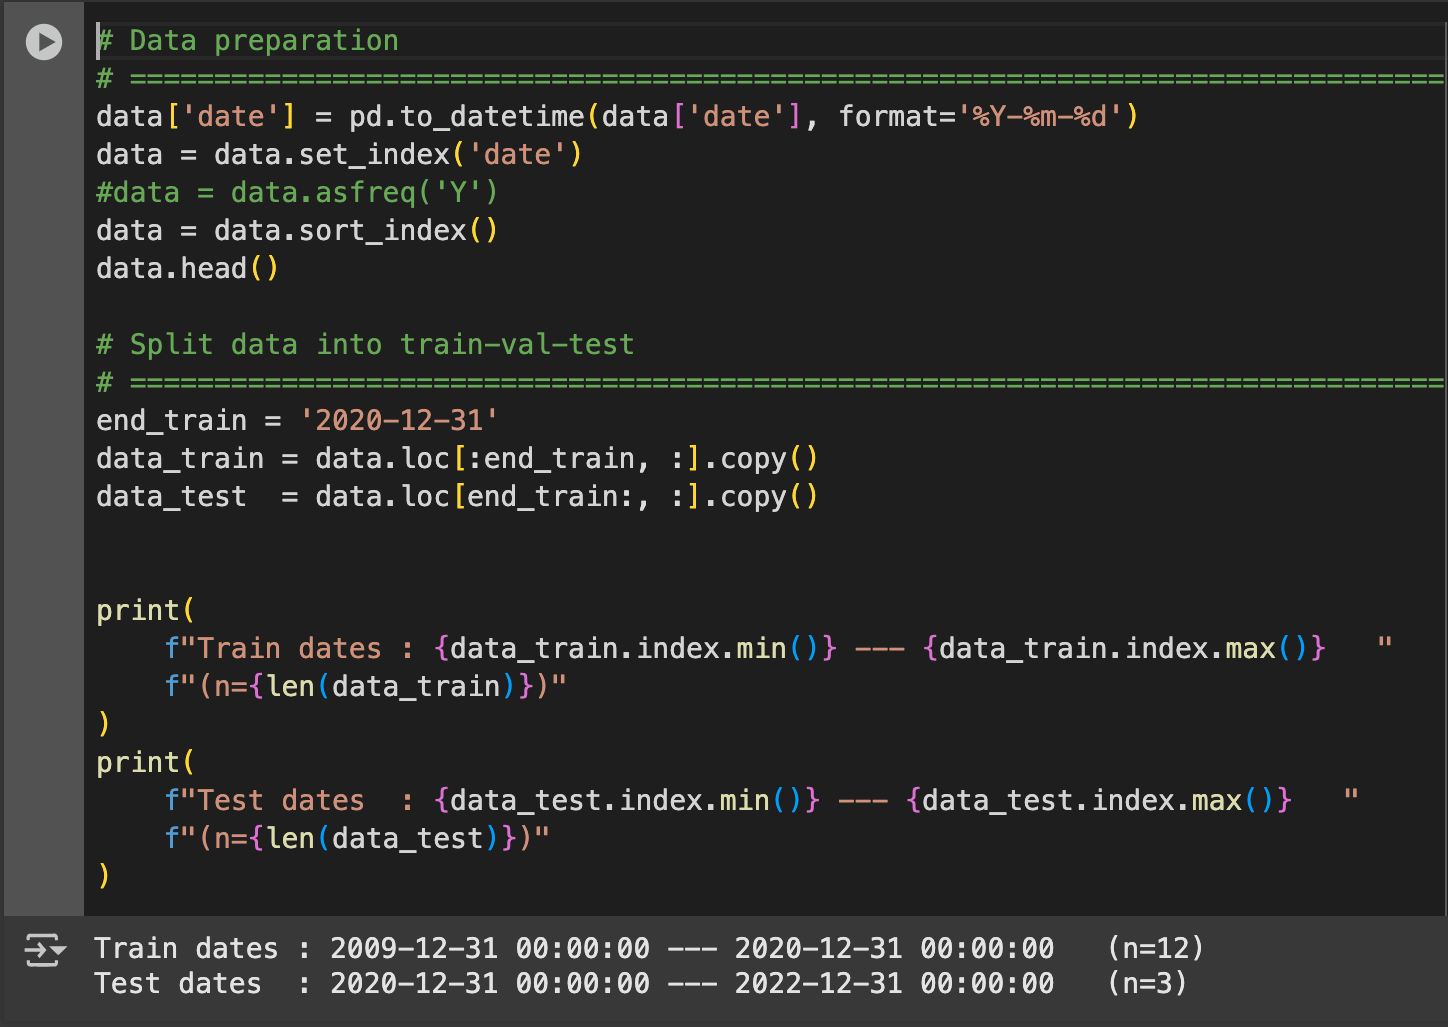 # Data preparation
# ==============================================================================
data['date'] = pd.to_datetime(data['date'], format='%Y-%m-%d')
data = data.set_index('date')
#data = data.asfreq('Y')
data = data.sort_index()
data.head()
# Split data into train-val-test
# ==============================================================================
end_train = '2020-12-31'
data_train = data.loc[:end_train, :].copy()
data_test  = data.loc[end_train:, :].copy()
print(
    f"Train dates : {data_train.index.min()} --- {data_train.index.max()}   "
    f"(n={len(data_train)})"
)
print(
    f"Test dates  : {data_test.index.min()} --- {data_test.index.max()}   "
    f"(n={len(data_test)})"
)
Train dates : 2009-12-31 00:00:00 --- 2020-12-31 00:00:00   (n=12)
Test dates  : 2020-12-31 00:00:00 --- 2022-12-31 00:00:00   (n=3)